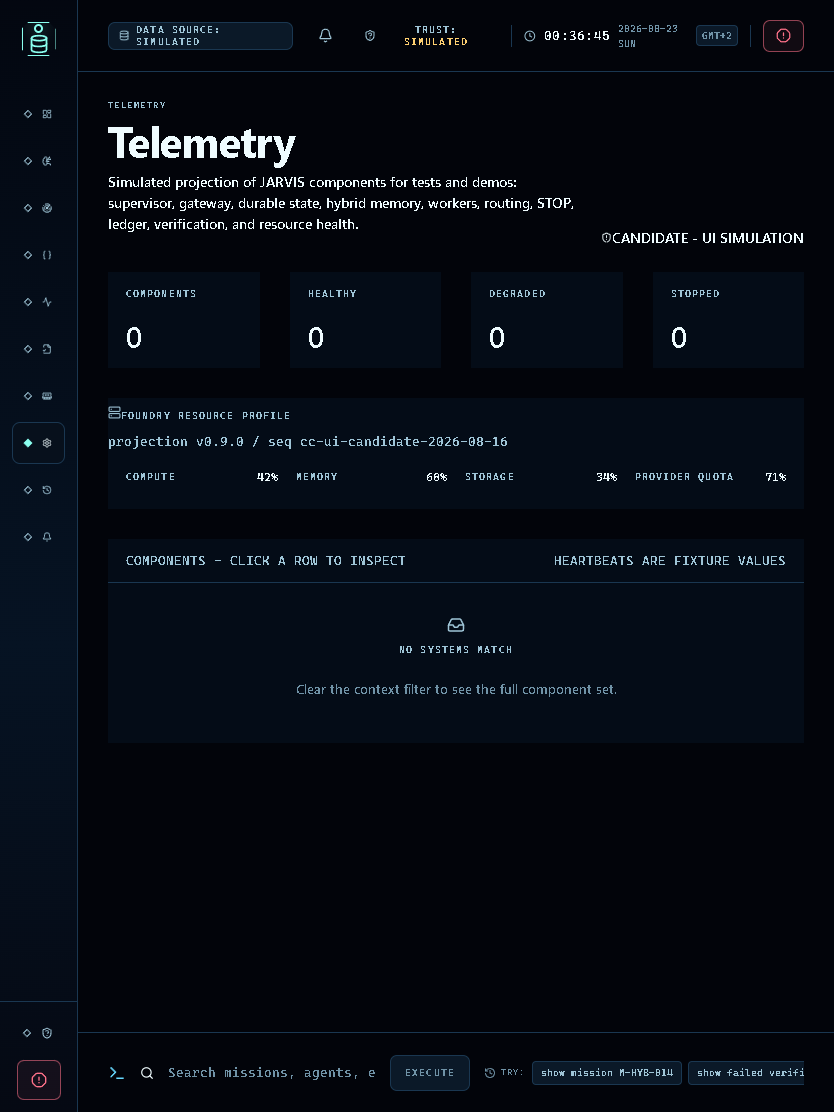 DATA SOURCE:
SIMULATED
TRUST:
SIMULATED
00:36:45
2026-08-23
SUN
GMT+2
TELEMETRY
Telemetry
Simulated projection of JARVIS components for tests and demos:
supervisor, gateway, durable state, hybrid memory, workers, routing, STOP,
ledger, verification, and resource health.
CANDIDATE - UI SIMULATION
COMPONENTS
0
HEALTHY
0
DEGRADED
0
STOPPED
0
FOUNDRY RESOURCE PROFILE
projection v0.9.0 / seq cc-ui-candidate-2026-08-16
COMPUTE 42% MEMORY 68% STORAGE 34% PROVIDER QUOTA 71%
COMPONENTS - CLICK A ROW TO INSPECT
HEARTBEATS ARE FIXTURE VALUES
NO SYSTEMS MATCH
Clear the context filter to see the full component set.
Search missions, agents, e
EXECUTE
TRY:
show mission M-HYB-014
show failed verifi